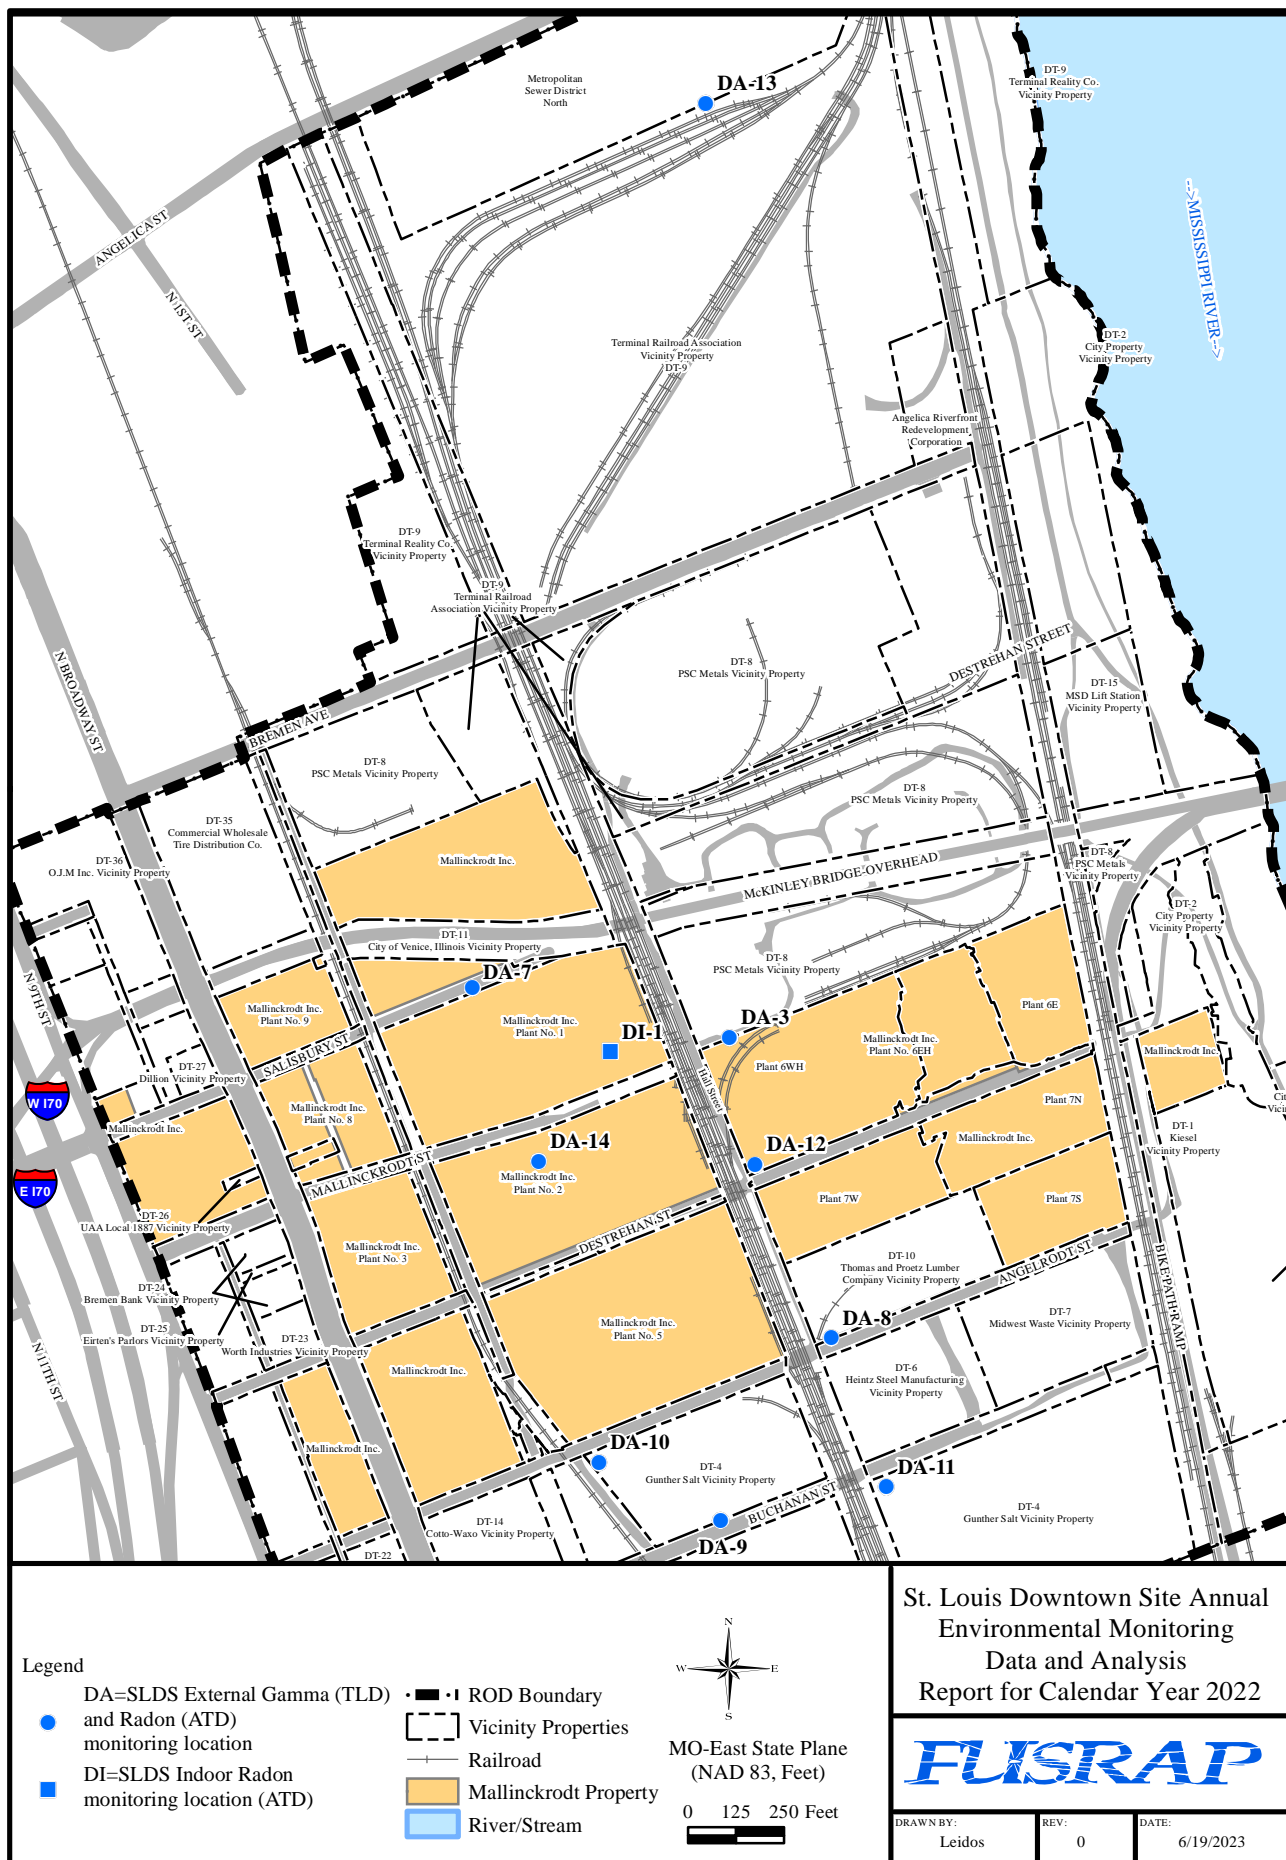 DA-13
Metropolitan
Sewer District
North
DT-9
Terminal Reality Co.
Vicinity Property
-->MISSISSIPPI RIVER-->
ANGELICA ST
N 1ST ST
Terminal Railroad Association
Vicinity Property
DT-9
DT-2
City Property
Vicinity Property
Angelica Riverfront
Redevelopment
Corporation
DT-9
Terminal Reality Co.
Vicinity Property
DT-9
Terminal Railroad
Association Vicinity Property
N BROADWAY ST
BREMEN AVE
DT-8
PSC Metals Vicinity Property
DESTREHAN STREET
DT-15
MSD Lift Station
Vicinity Property
DT-8
PSC Metals Vicinity Property
DT-8
PSC Metals Vicinity Property
DT-35
Commercial Wholesale
Tire Distribution Co.
DT-36
O.J.M Inc. Vicinity Property
Mallinckrodt Inc.
McKINLEY BRIDGE-OVERHEAD
DT-8
PSC Metals
Vicinity Property
DT-2
City Property
Vicinity Property
DT-11
City of Venice, Illinois Vicinity Property
DT-8
PSC Metals Vicinity Property
N 9TH ST
DA-7
Mallinckrodt Inc.
Plant No. 9
Mallinckrodt Inc.
Plant No. 1
DI-1
DA-3
Plant 6E
Mallinckrodt Inc.
Plant No. 6EH
Plant 6WH
Mallinckrodt Inc.
SALISBURY ST
DT-27
Dillion Vicinity Property
Hall Street
W I70
Mallinckrodt Inc.
Mallinckrodt Inc.
Plant No. 8
Plant 7N
Cit
Vicin
DT-1
Kiesel
Vicinity Property
MALLINCKRODT ST
DA-14
Mallinckrodt Inc.
Plant No. 2
DA-12
Mallinckrodt Inc.
E I70
Plant 7W
Plant 7S
DT-26
UAA Local 1887 Vicinity Property
DESTREHAN ST
Mallinckrodt Inc.
Plant No. 3
DT-10
Thomas and Proetz Lumber
Company Vicinity Property
ANGELRODT ST
BIKE PATH RAMP
DT-24
Bremen Bank Vicinity Property
DT-25
Eirten's Parlors Vicinity Property
DT-23
Worth Industries Vicinity Property
Mallinckrodt Inc.
Plant No. 5
DA-8
DT-7
Midwest Waste Vicinity Property
N 11TH ST
Mallinckrodt Inc.
DT-6
Heintz Steel Manufacturing
Vicinity Property
Mallinckrodt Inc.
DA-10
DT-4
Gunther Salt Vicinity Property
DA-11
BUCHANAN ST
DT-4
Gunther Salt Vicinity Property
DT-14
Cotto-Waxo Vicinity Property
DA-9
DT-22
Legend
DA=SLDS External Gamma (TLD)
and Radon (ATD)
monitoring location
DI=SLDS Indoor Radon
monitoring location (ATD)
ROD Boundary
Vicinity Properties
Railroad
Mallinckrodt Property
River/Stream
N
W E
S
MO-East State Plane
(NAD 83, Feet)
0 125 250 Feet
St. Louis Downtown Site Annual
Environmental Monitoring
Data and Analysis
Report for Calendar Year 2022
FUSRAP
DRAWN BY:
Leidos
REV:
0
DATE:
6/19/2023